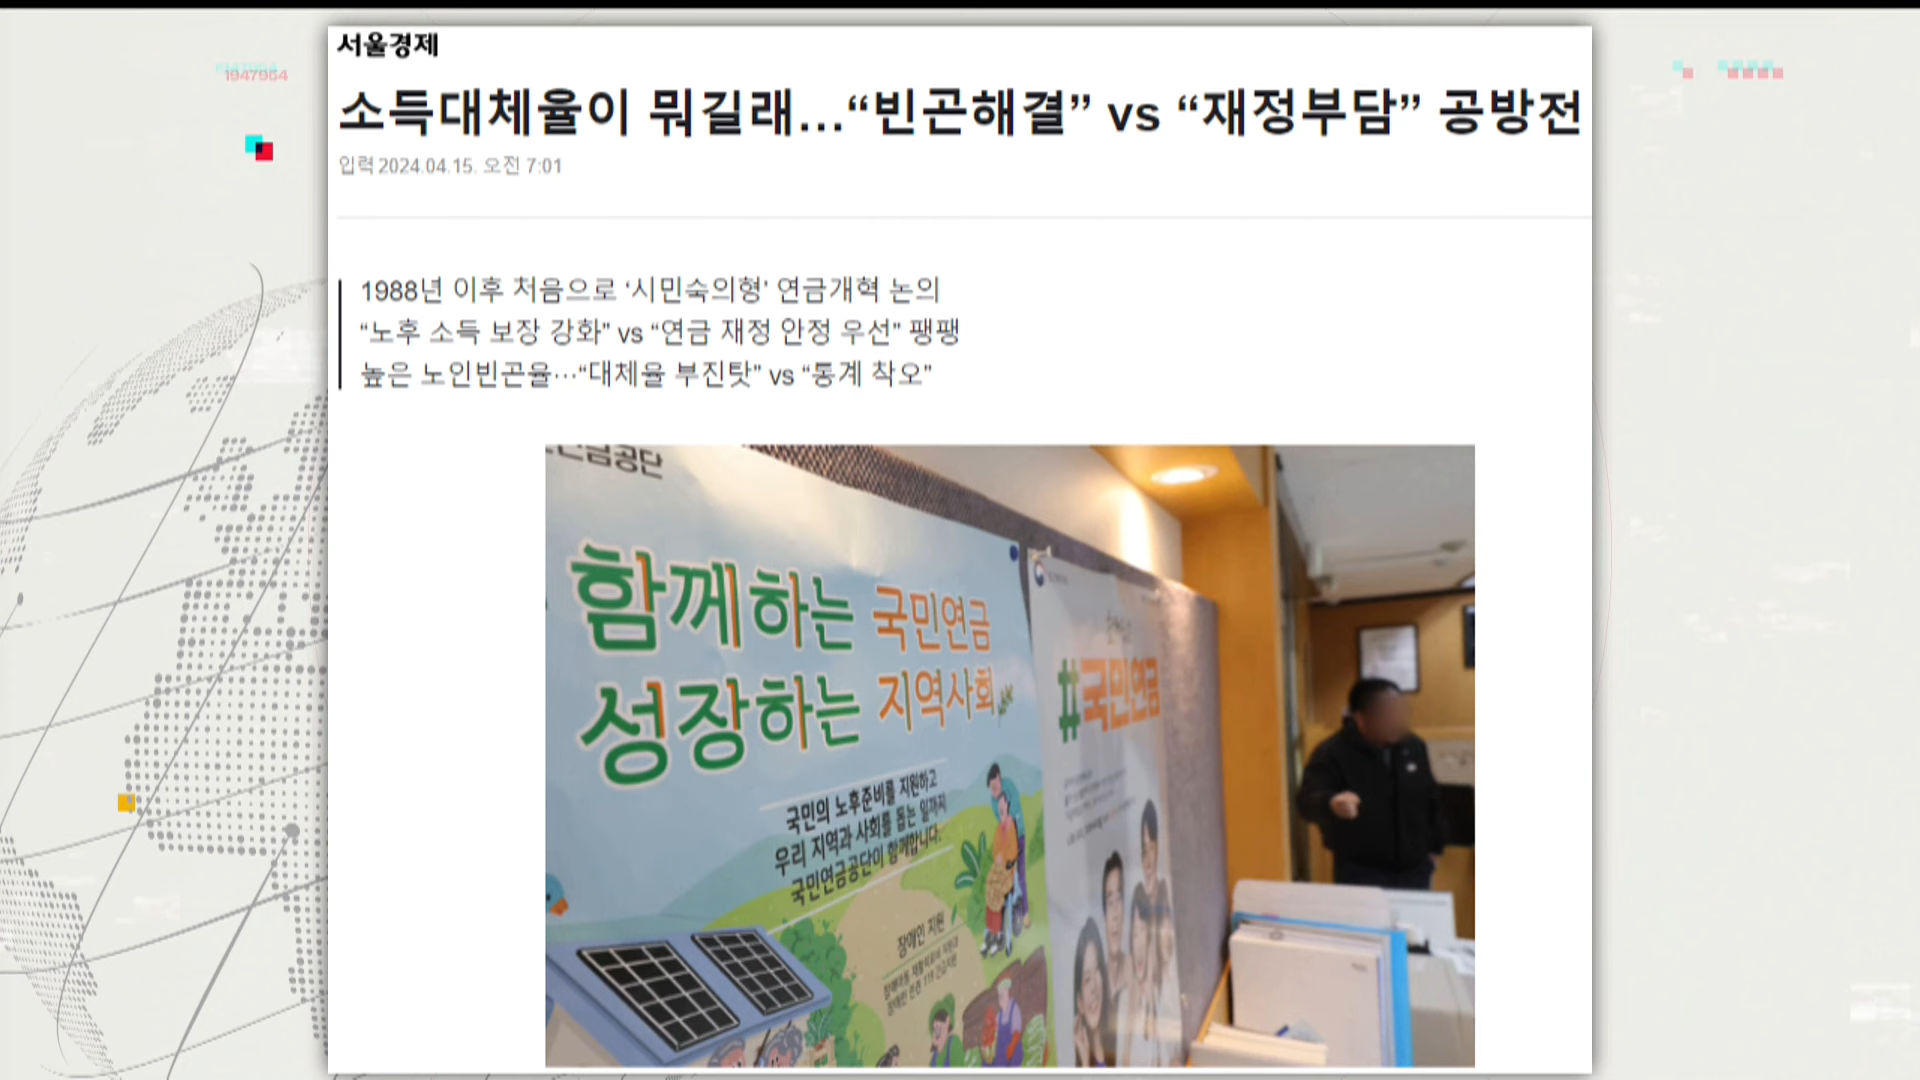 서울경제
소득대체율이 뭐길래…“빈곤해결” vs “재정부담” 공방전
입력 2024.04.15. 오전 7:01
1988년 이후 처음으로 ‘시민숙의형’ 연금개혁 논의
“노후 소득 보장 강화” vs “연금 재정 안정 우선” 팽팽
높은 노인빈곤율…“대체율 부진탓” vs “통계 착오”
1947954
함께하는 국민연금
성장하는 지역사회
국민의 노후준비를 지원하고
우리 지역과 사회를 돕는 일까지
국민연금공단이 함께합니다.
장애인 지원
#국민연금